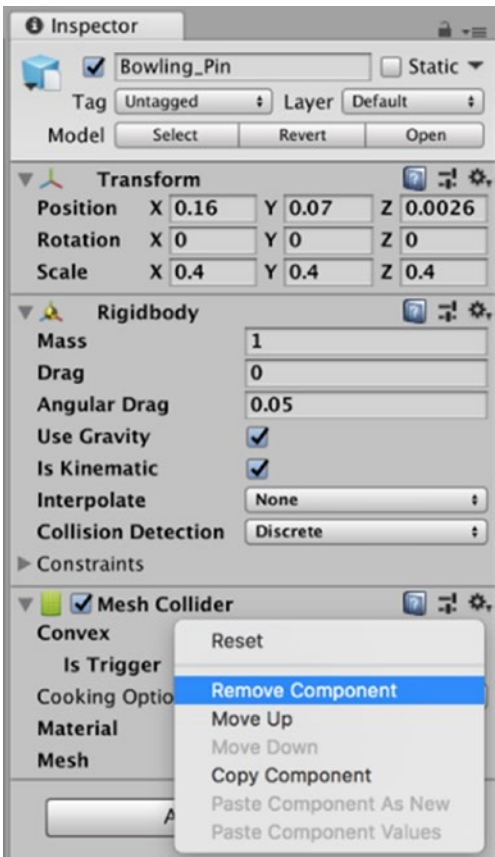 Inspector
Bowling_Pin Static
Tag Untagged Layer Default
Model Select Revert Open
Transform
Position X 0.16 Y 0.07 Z 0.0026
Rotation X 0 Y 0 Z 0
Scale X 0.4 Y 0.4 Z 0.4
Rigidbody
Mass 1
Drag 0
Angular Drag 0.05
Use Gravity
Is Kinematic
Interpolate None
Collision Detection Discrete
Constraints
Mesh Collider
Convex
Reset
Is Trigger
Remove Component
Cooking Optio
Move Up
Material
Move Down
Mesh
Copy Component
Paste Component As New
A
Paste Component Values